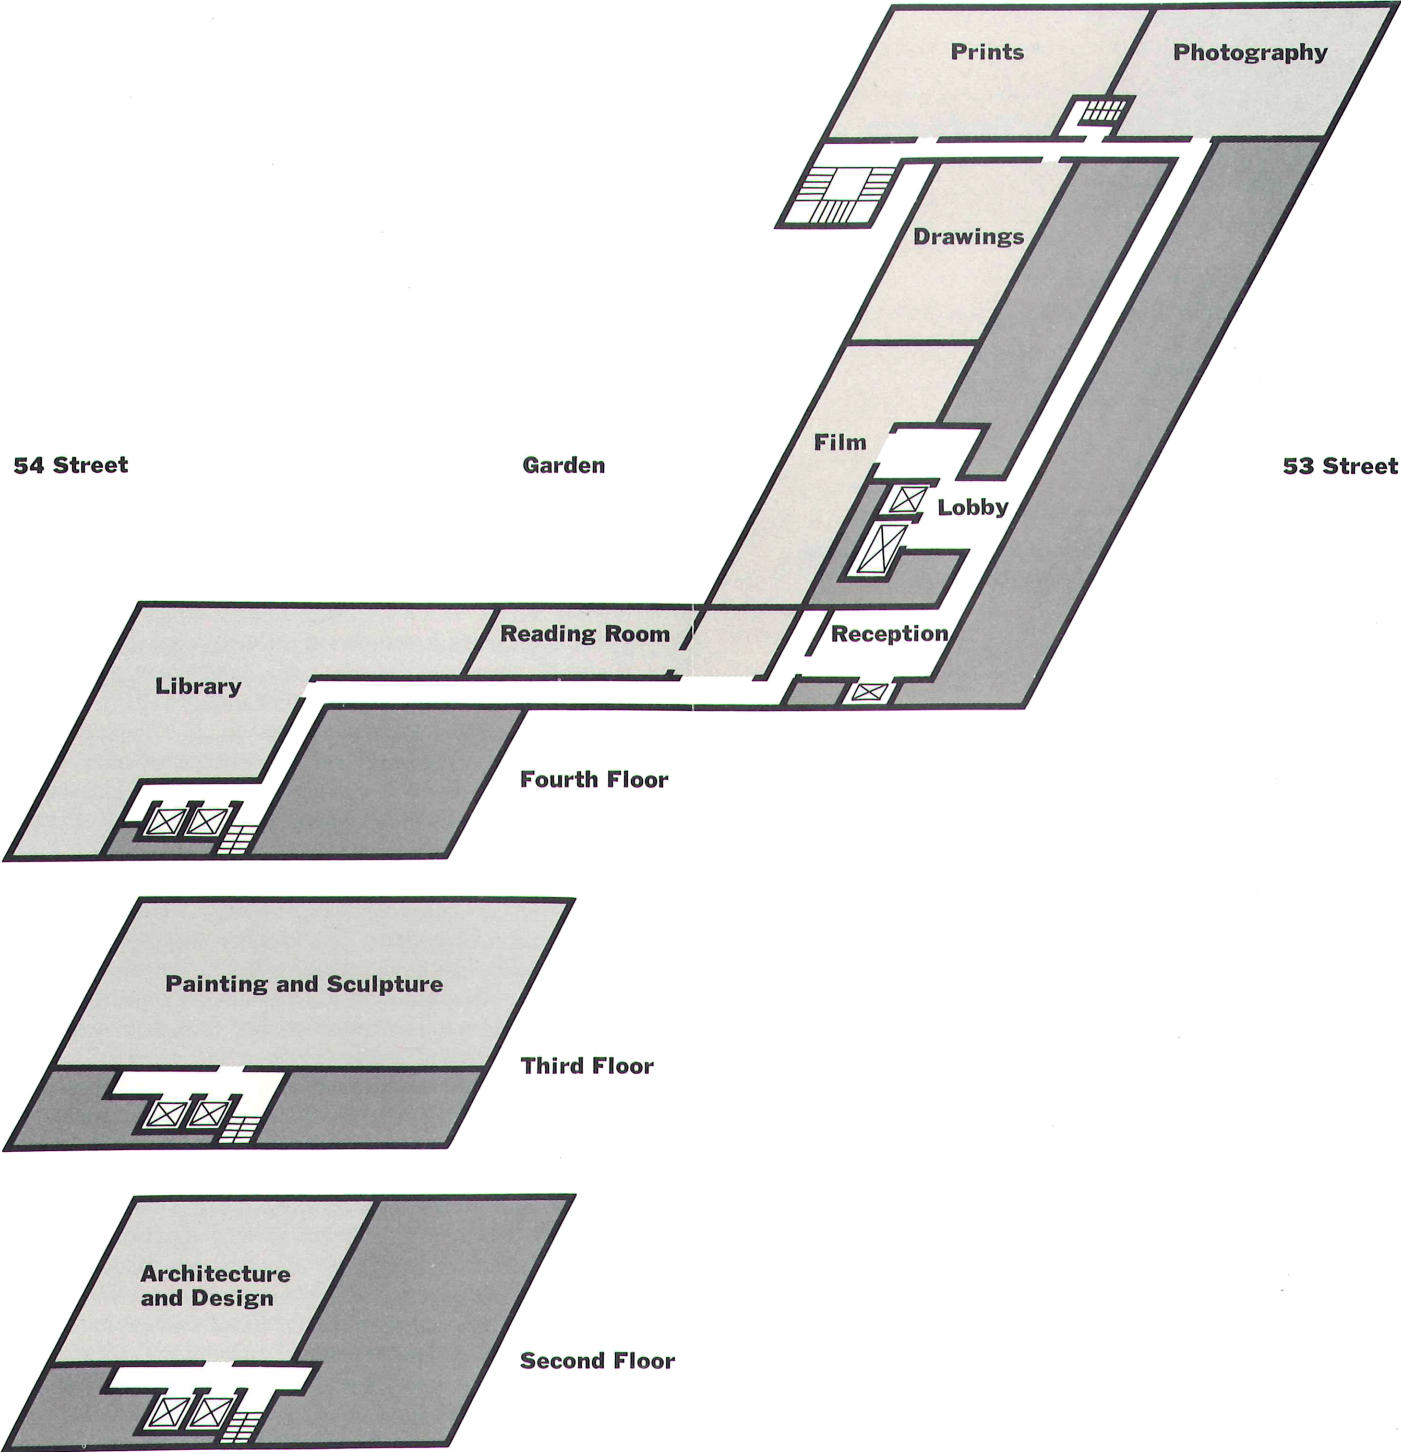 Prints
Photography
Drawings
Film
54 Street
Garden
53 Street
Lobby
Reading Room
Reception
Library
Fourth Floor
Painting and Sculpture
Third Floor
Architecture
and Design
Second Floor